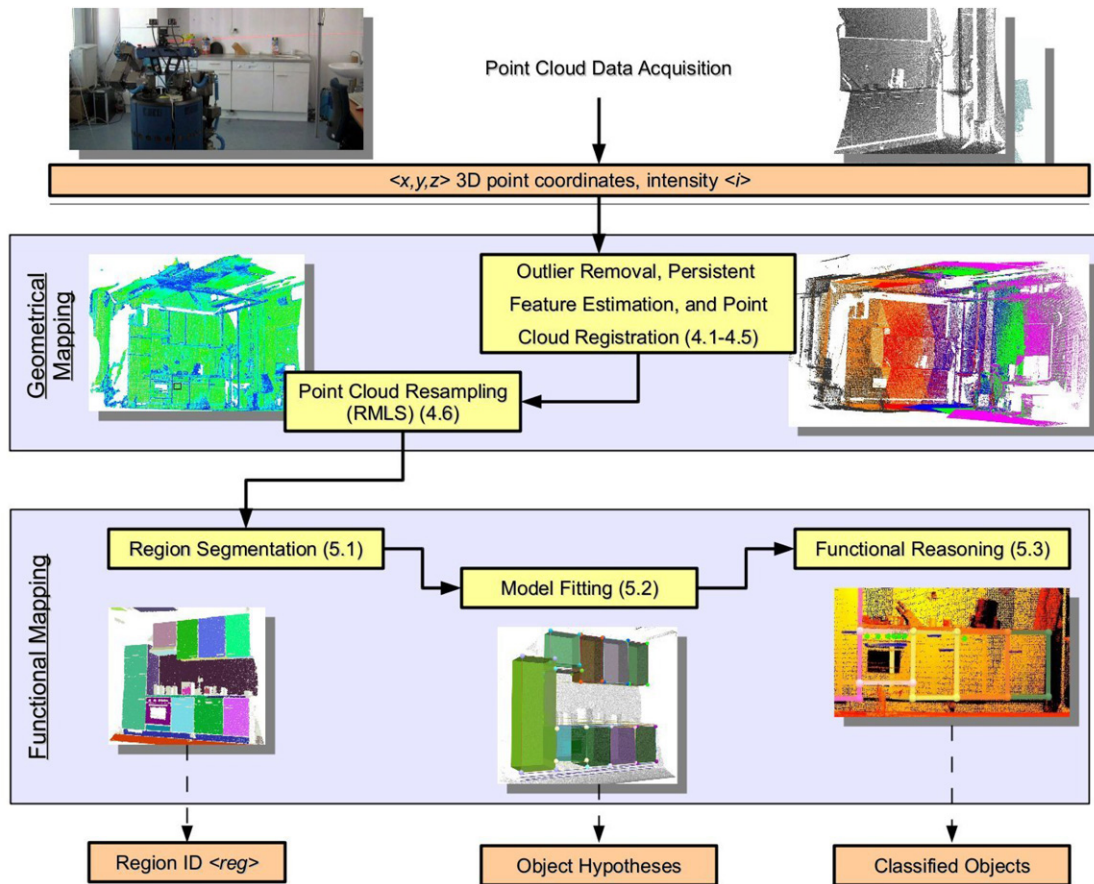 Point Cloud Data Acquisition
<x,y,z> 3D point coordinates, intensity <i>
Geometrical
Mapping
Outlier Removal, Persistent
Feature Estimation, and Point
Cloud Registration (4.1-4.5)
Point Cloud Resampling
(RMLS) (4.6)
Functional Mapping
Region Segmentation (5.1)
Model Fitting (5.2)
Functional Reasoning (5.3)
Region ID <reg>
Object Hypotheses
Classified Objects